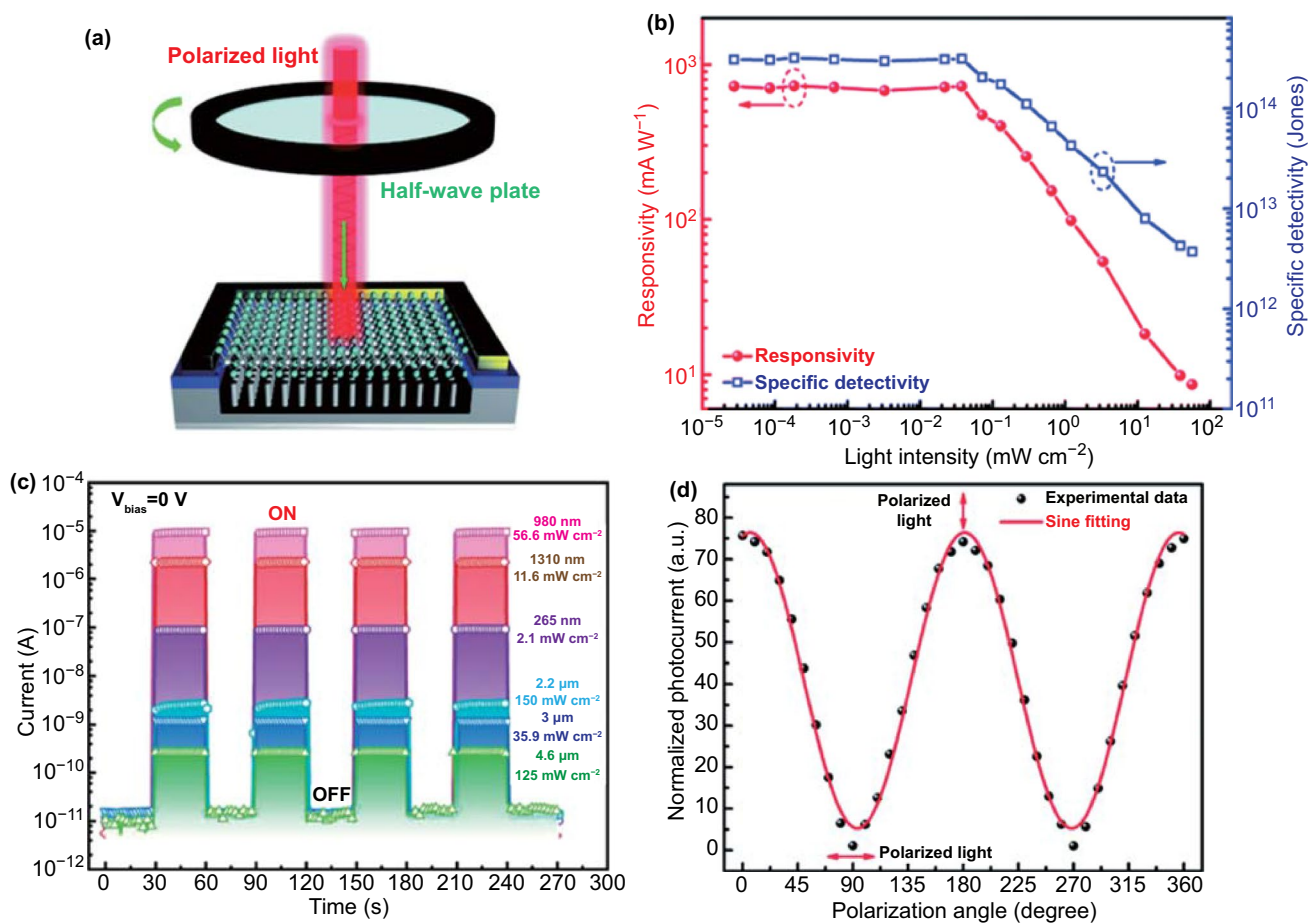 (a)
Polarized light
Half-wave plate
(b)
Responsivity (mA W⁻¹)
10³
10²
10¹
Responsivity
Specific detectivity
10⁻⁵ 10⁻⁴ 10⁻³ 10⁻² 10⁻¹ 10⁰ 10¹ 10²
Light intensity (mW cm⁻²)
10¹⁴
10¹³
10¹²
10¹¹
Specific detectivity (Jones)
(c)
V_bias=0 V
ON
OFF
Current (A)
10⁻⁴
10⁻⁵
10⁻⁶
10⁻⁷
10⁻⁸
10⁻⁹
10⁻¹⁰
10⁻¹¹
10⁻¹²
980 nm
56.6 mW cm⁻²
1310 nm
11.6 mW cm⁻²
265 nm
2.1 mW cm⁻²
2.2 µm
150 mW cm⁻²
3 µm
35.9 mW cm⁻²
4.6 µm
125 mW cm⁻²
0 30 60 90 120 150 180 210 240 270 300
Time (s)
(d)
Polarized
light
Experimental data
Sine fitting
Normalized photocurrent (a.u.)
80
75
60
45
30
15
0
Polarized light
0 45 90 135 180 225 270 315 360
Polarization angle (degree)